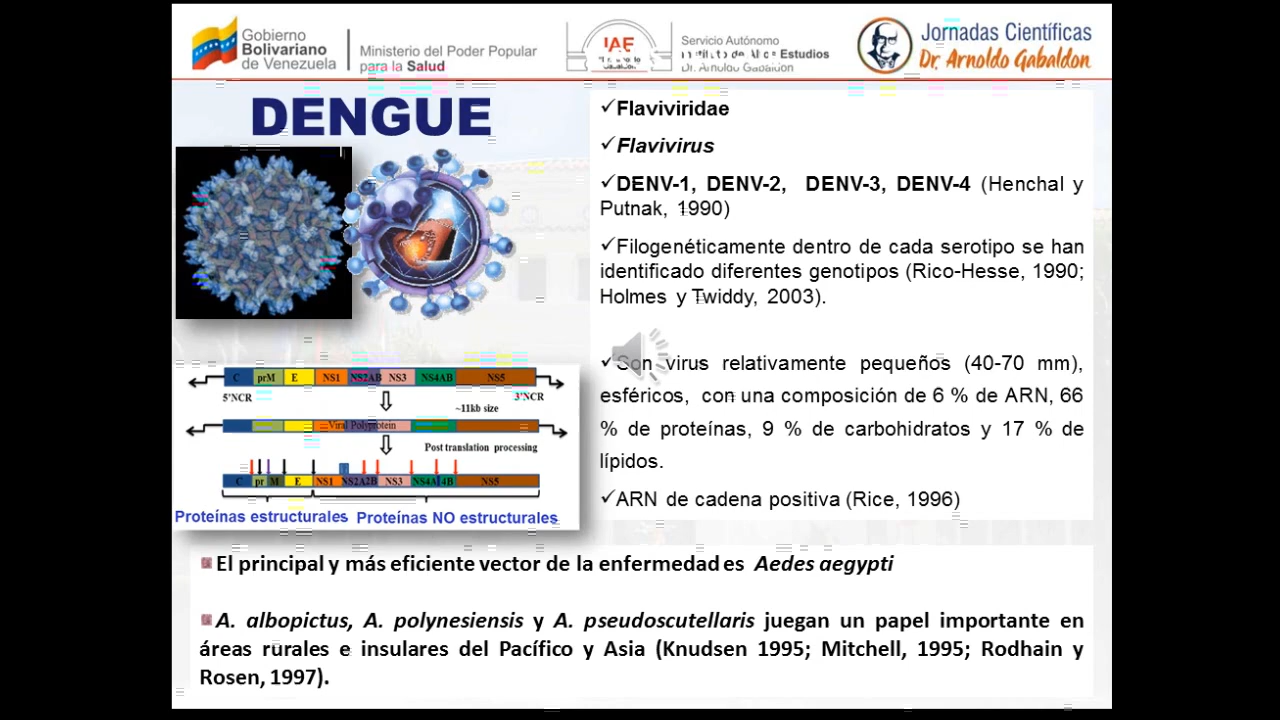 Gobierno
Bolivariano
de Venezuela
Ministerio del Poder Popular
para la Salud
IAE
Servicio Autónomo
Estudios
Dr. Arnoldo Gabaldon
Jornadas Científicas
Dr. Arnoldo Gabaldon
DENGUE
✓Flaviviridae
✓Flavivirus
✓DENV-1, DENV-2, DENV-3, DENV-4 (Henchal y
Putnak, 1990)
✓Filogenéticamente dentro de cada serotipo se han
identificado diferentes genotipos (Rico-Hesse, 1990;
Holmes y Twiddy, 2003).
✓Son virus relativamente pequeños (40-70 mm),
esféricos, con una composición de 6 % de ARN, 66
% de proteínas, 9 % de carbohidratos y 17 % de
lípidos.
✓ARN de cadena positiva (Rice, 1996)
C prM E NS1 NS2AB NS3 NS4AB NS5
5'NCR 3'NCR
~11kb size
Viral Polyprotein
Post translation processing
C pr M E NS1 NS2A2B NS3 NS4A 4B NS5
Proteínas estructurales Proteínas NO estructurales
El principal y más eficiente vector de la enfermedad es Aedes aegypti
A. albopictus, A. polynesiensis y A. pseudoscutellaris juegan un papel importante en
áreas rurales e insulares del Pacífico y Asia (Knudsen 1995; Mitchell, 1995; Rodhain y
Rosen, 1997).